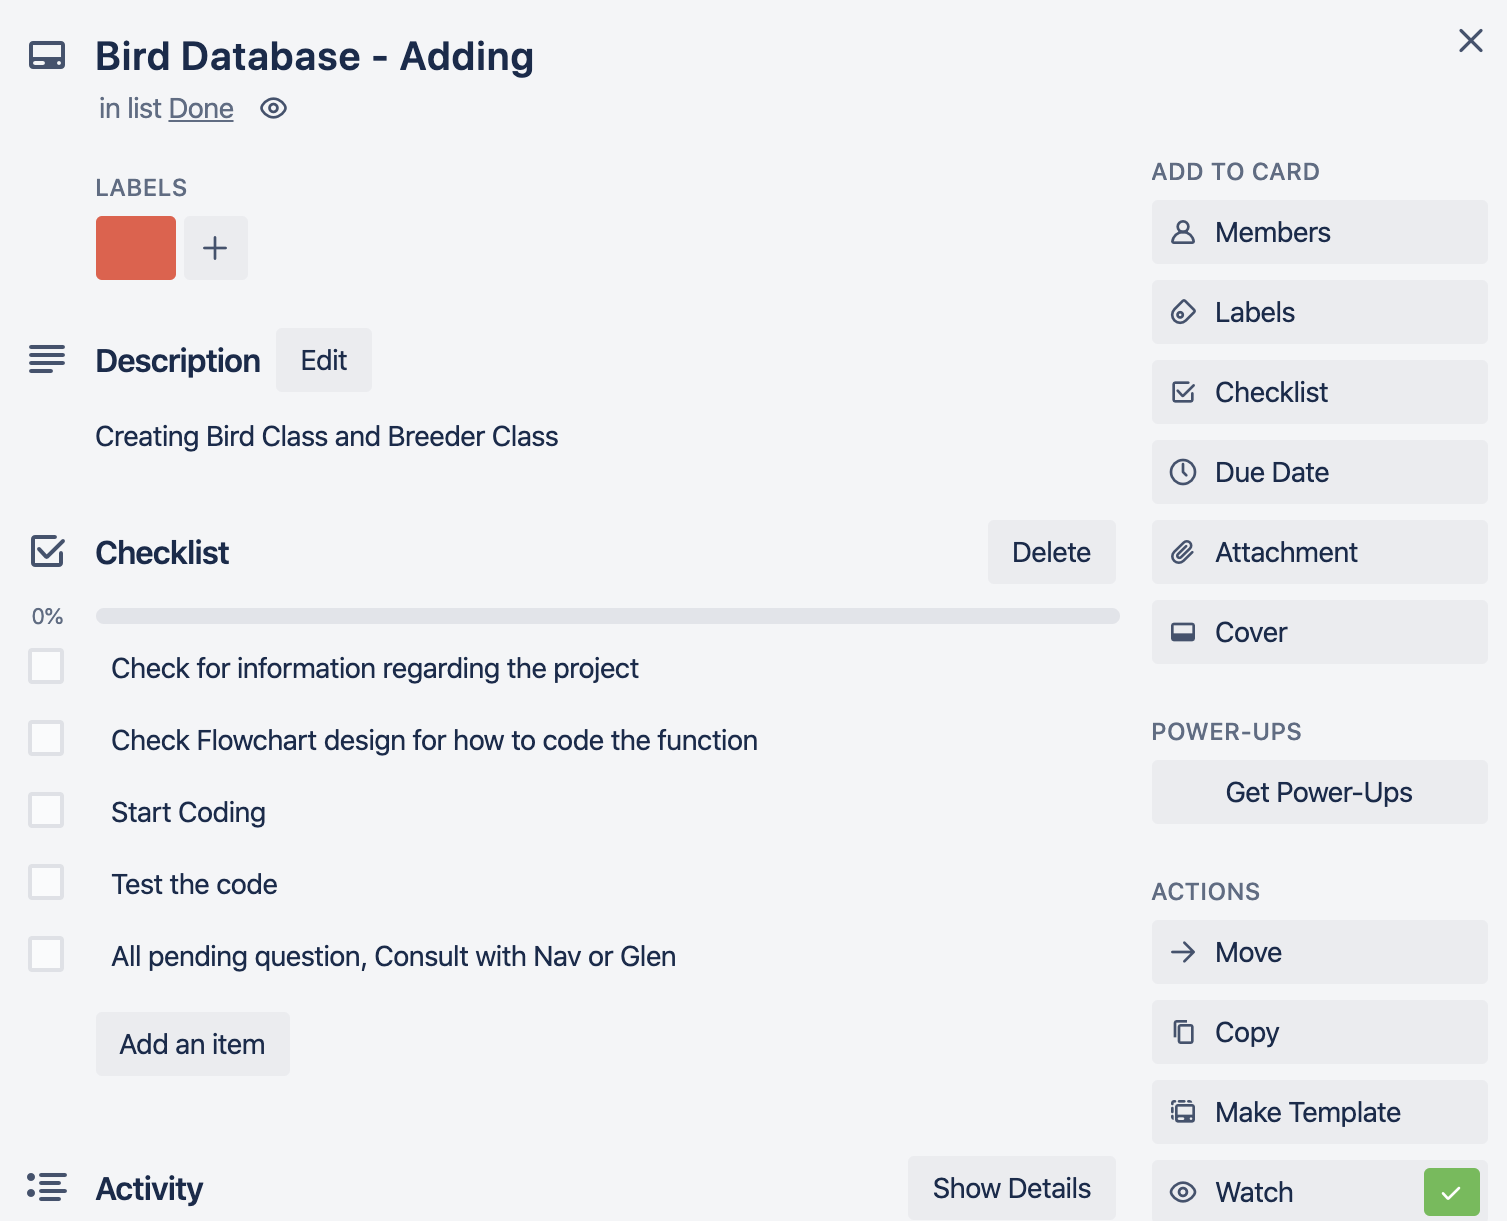 Bird Database - Adding
in list Done
LABELS
Description
Edit
Creating Bird Class and Breeder Class
Checklist
Delete
0%
Check for information regarding the project
Check Flowchart design for how to code the function
Start Coding
Test the code
All pending question, Consult with Nav or Glen
Add an item
Activity
Show Details
ADD TO CARD
Members
Labels
Checklist
Due Date
Attachment
Cover
POWER-UPS
Get Power-Ups
ACTIONS
Move
Copy
Make Template
Watch